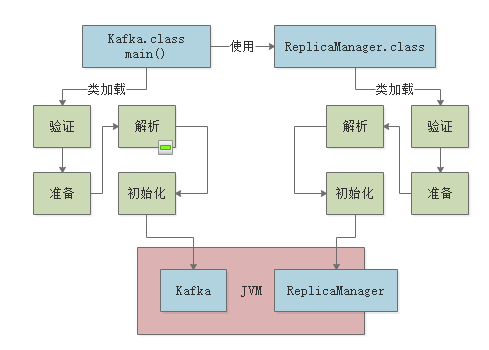 Kafka.class
main()
使用
ReplicaManager.class
类加载
类加载
验证
解析
解析
验证
准备
初始化
初始化
准备
Kafka
JVM
ReplicaManager